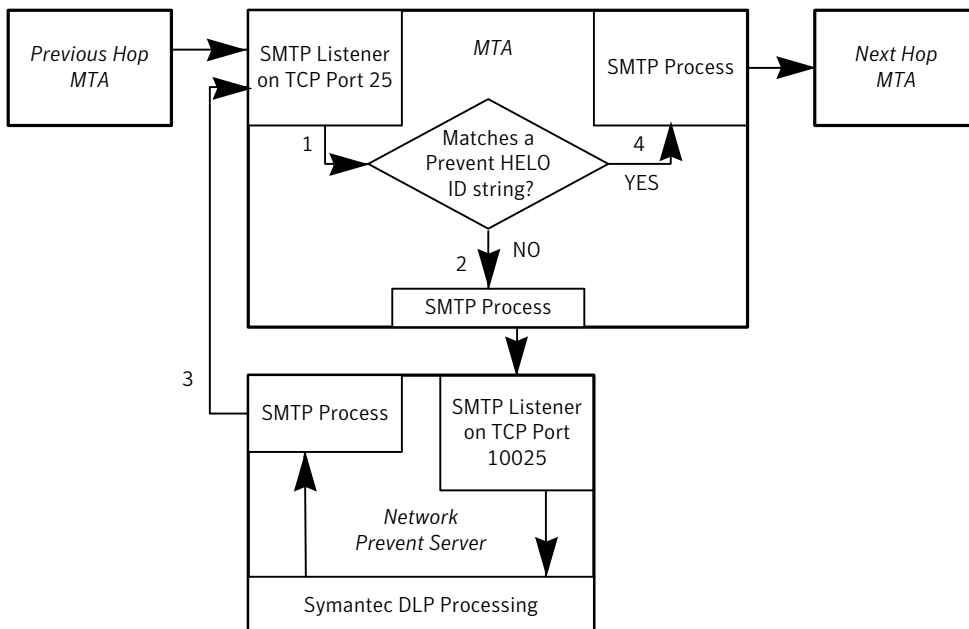 Previous Hop
MTA
SMTP Listener
on TCP Port 25
MTA
SMTP Process
Next Hop
MTA
1
Matches a
Prevent HELO
ID string?
4
YES
2
NO
SMTP Process
3
SMTP Process
SMTP Listener
on TCP Port
10025
Network
Prevent Server
Symantec DLP Processing